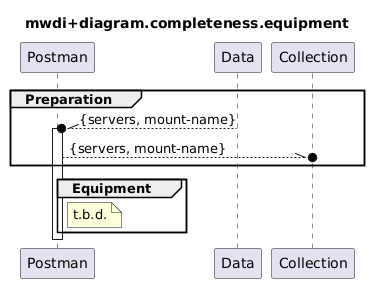 mwdi+diagram.completeness.equipment
Postman Data Collection
Preparation
{servers, mount-name}
{servers, mount-name}
Equipment
t.b.d.
Postman Data Collection